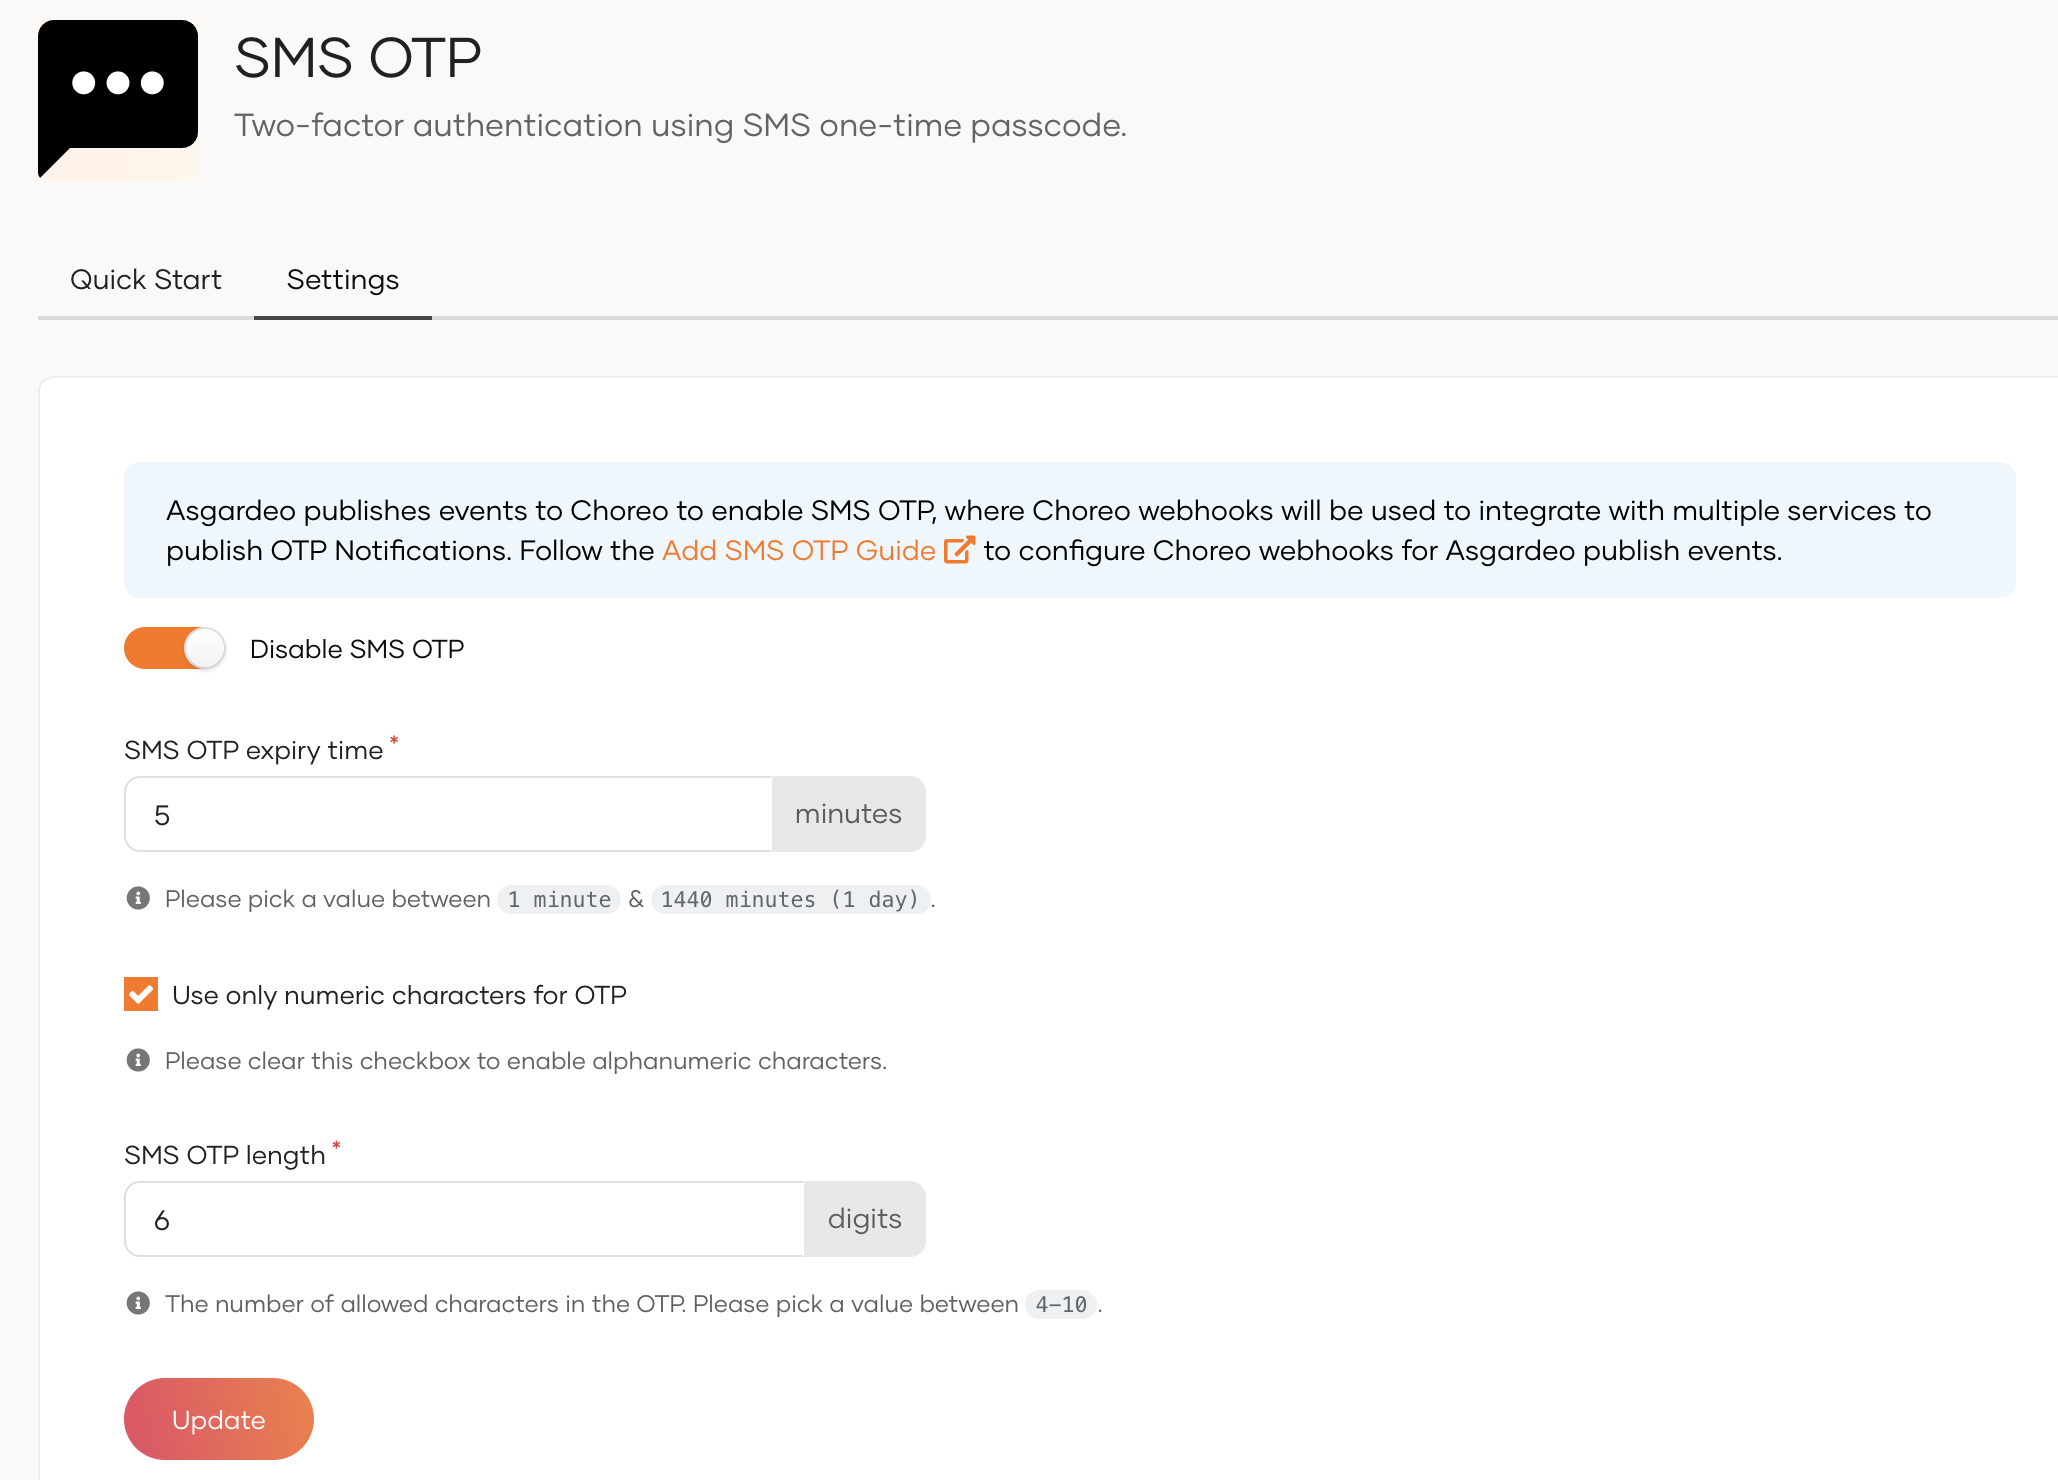 SMS OTP
Two-factor authentication using SMS one-time passcode.
Quick Start
Settings
Asgardeo publishes events to Choreo to enable SMS OTP, where Choreo webhooks will be used to integrate with multiple services to
publish OTP Notifications. Follow the Add SMS OTP Guide to configure Choreo webhooks for Asgardeo publish events.
Disable SMS OTP
SMS OTP expiry time *
5 minutes
Please pick a value between 1 minute & 1440 minutes (1 day).
Use only numeric characters for OTP
Please clear this checkbox to enable alphanumeric characters.
SMS OTP length *
6 digits
The number of allowed characters in the OTP. Please pick a value between 4-10.
Update